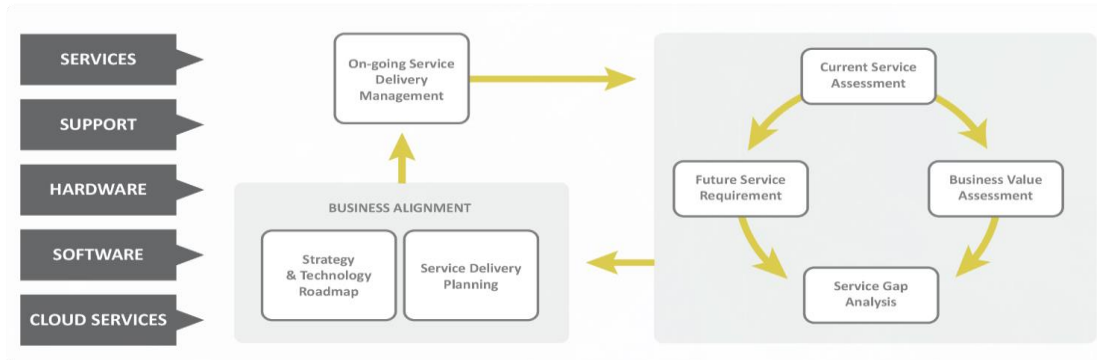 SERVICES
SUPPORT
HARDWARE
SOFTWARE
CLOUD SERVICES
On-going Service
Delivery
Management
BUSINESS ALIGNMENT
Strategy
& Technology
Roadmap
Service Delivery
Planning
Current Service
Assessment
Future Service
Requirement
Business Value
Assessment
Service Gap
Analysis